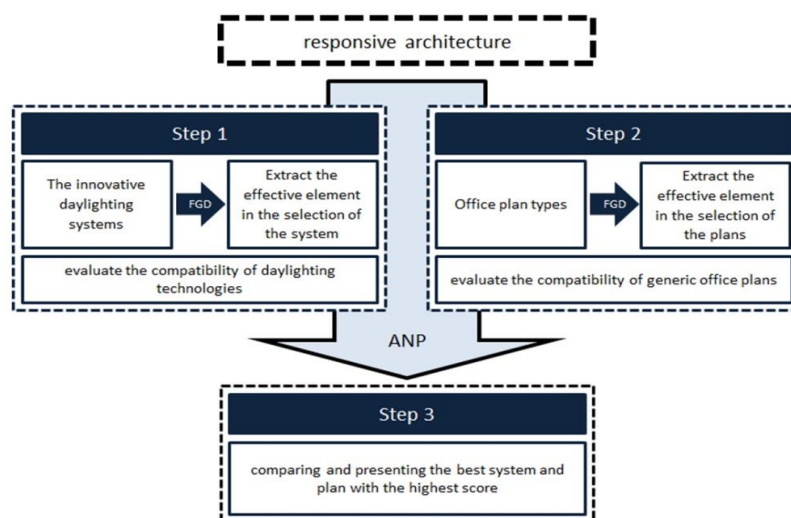 responsive architecture
Step 1
The innovative
daylighting
systems
FGD
Extract the
effective element
in the selection of
the system
evaluate the compatibility of daylighting
technologies
Step 2
Office plan types
FGD
Extract the
effective element
in the selection of
the plans
evaluate the compatibility of generic office plans
ANP
Step 3
comparing and presenting the best system and
plan with the highest score